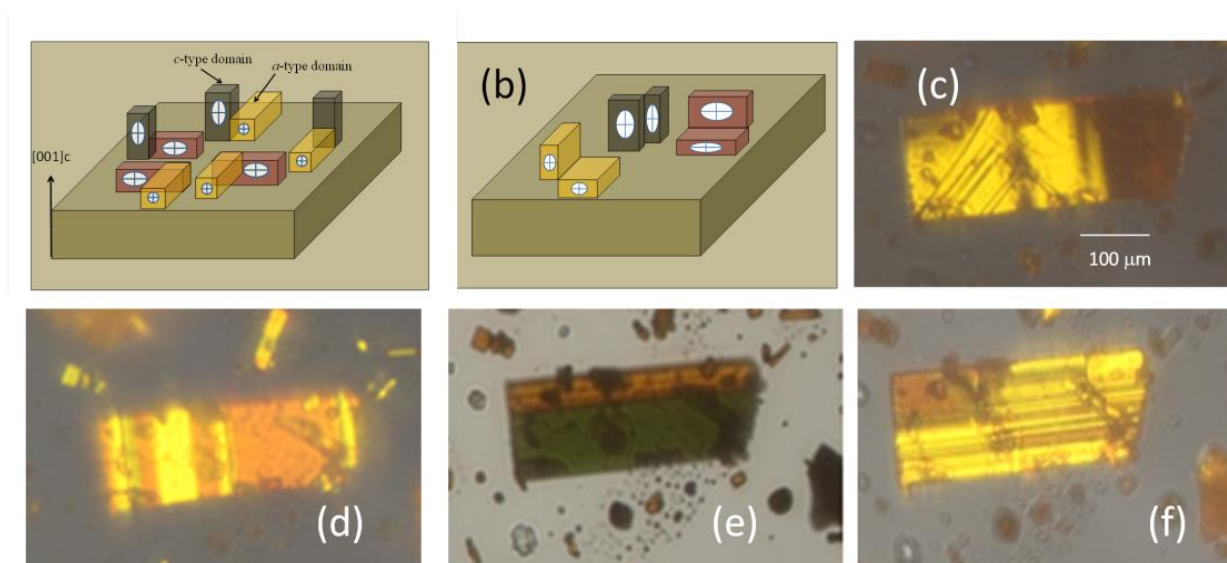 c-type domain
a-type domain
[001]c
(b)
(c)
100 μm
(d)
(e)
(f)